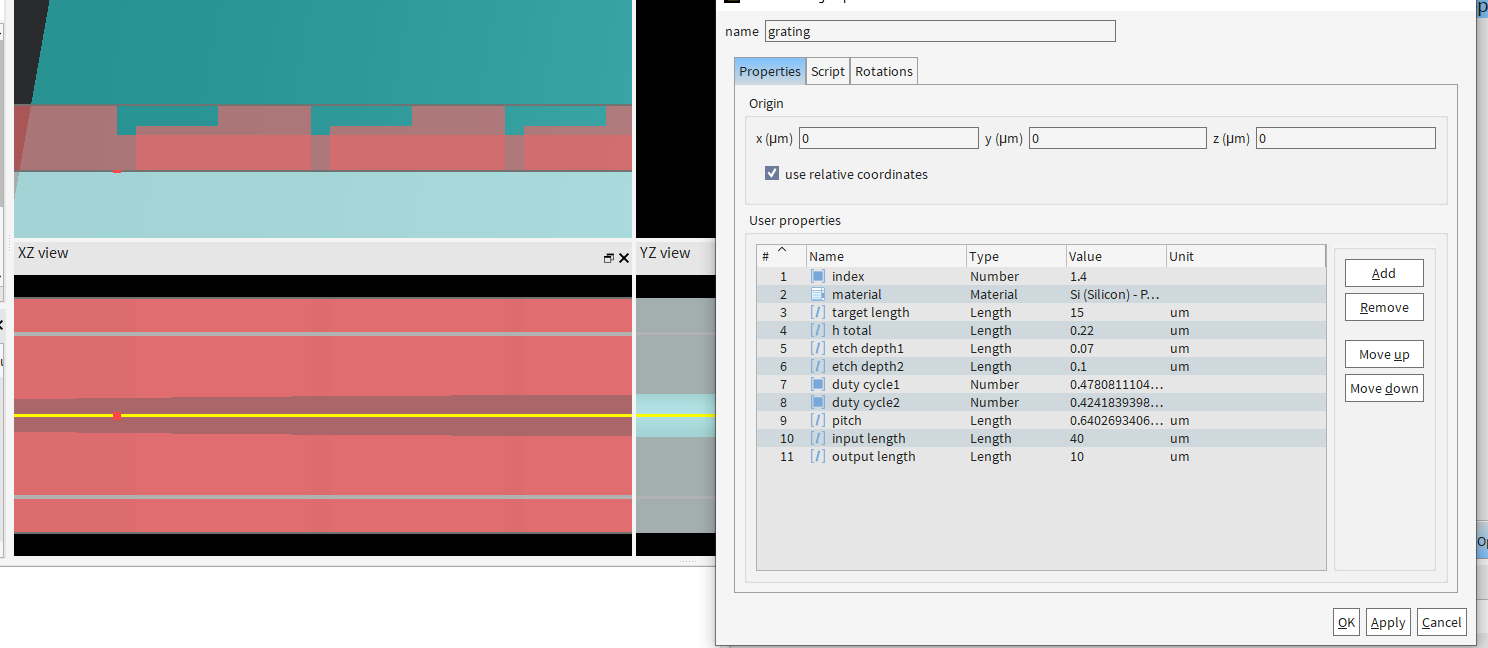 name grating
Properties Script Rotations
Origin
x (µm) 0 y (µm) 0 z (µm) 0
use relative coordinates
User properties
# Name Type Value Unit
1 index Number 1.4
2 material Material Si (Silicon) - P...
3 target length Length 15 um
4 h total Length 0.22 um
5 etch depth1 Length 0.07 um
6 etch depth2 Length 0.1 um
7 duty cycle1 Number 0.4780811104...
8 duty cycle2 Number 0.4241839398...
9 pitch Length 0.6402693406... um
10 input length Length 40 um
11 output length Length 10 um
Add
Remove
Move up
Move down
OK Apply Cancel
XZ view
YZ view